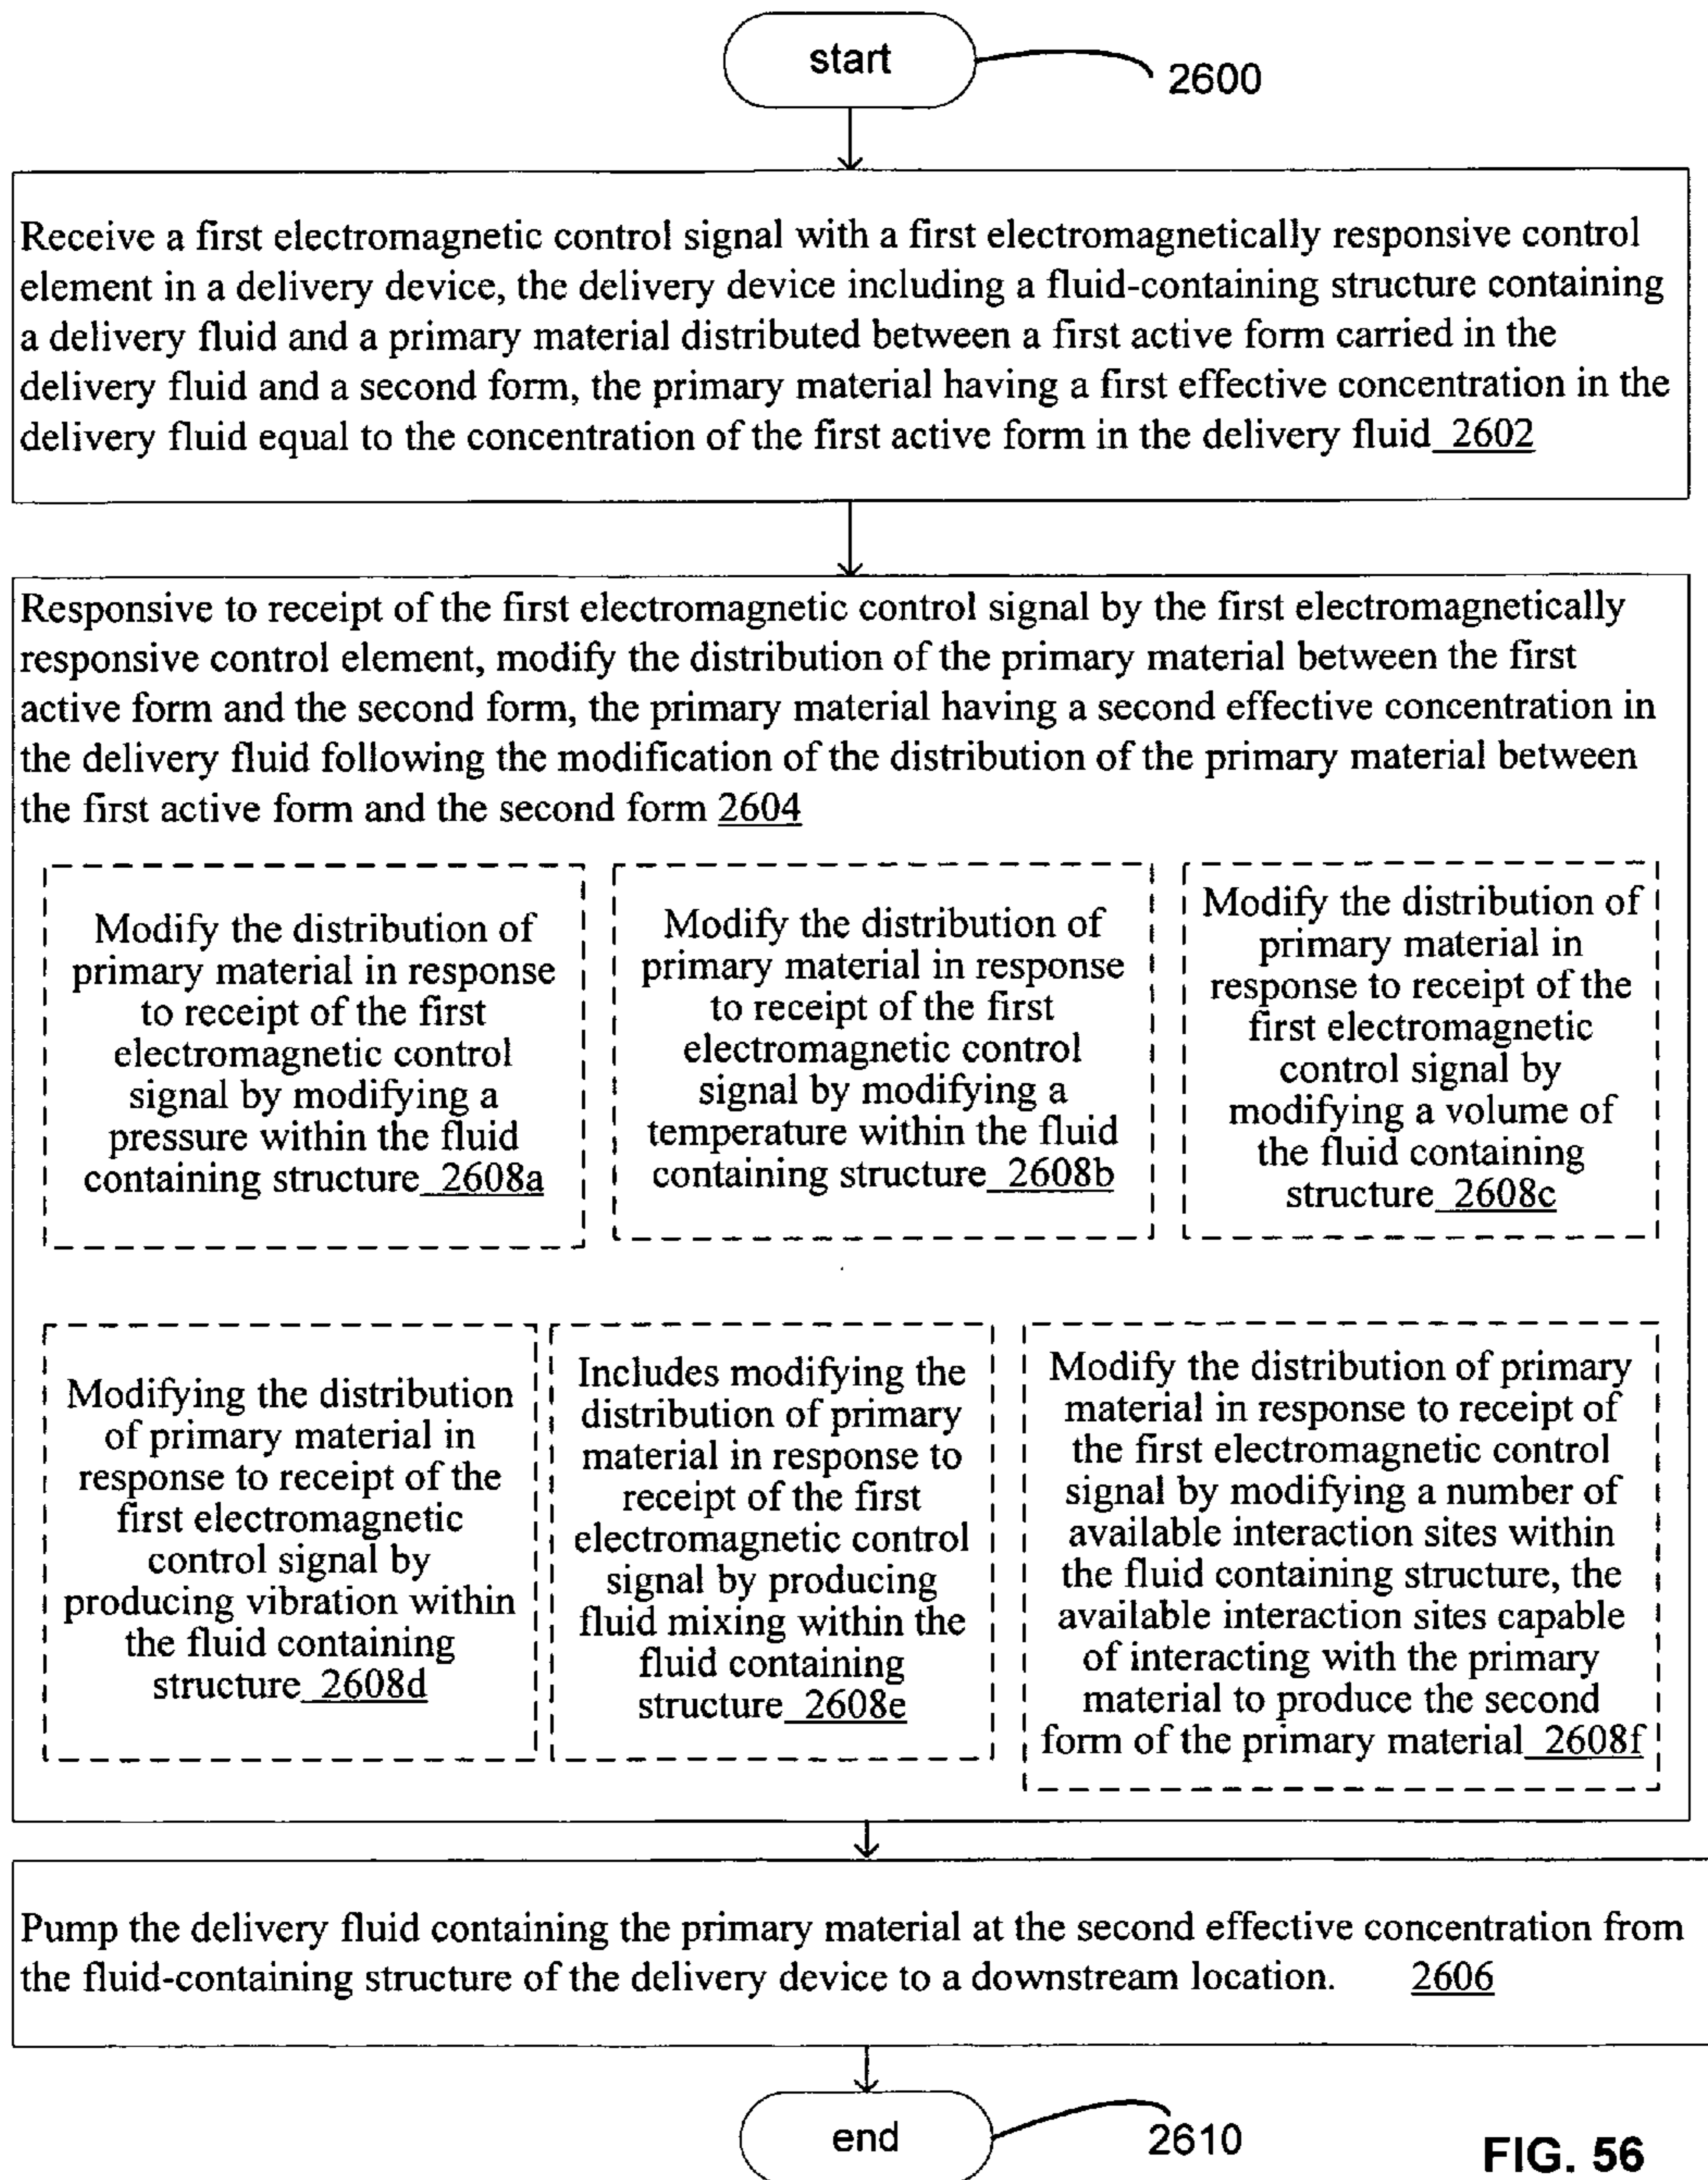 start
2600
Receive a first electromagnetic control signal with a first electromagnetically responsive control
element in a delivery device, the delivery device including a fluid-containing structure containing
a delivery fluid and a primary material distributed between a first active form carried in the
delivery fluid and a second form, the primary material having a first effective concentration in the
delivery fluid equal to the concentration of the first active form in the delivery fluid 2602
Responsive to receipt of the first electromagnetic control signal by the first electromagnetically
responsive control element, modify the distribution of the primary material between the first
active form and the second form, the primary material having a second effective concentration in
the delivery fluid following the modification of the distribution of the primary material between
the first active form and the second form 2604
Modify the distribution of
primary material in response
to receipt of the first
electromagnetic control
signal by modifying a
pressure within the fluid
containing structure 2608a
Modify the distribution of
primary material in response
to receipt of the first
electromagnetic control
signal by modifying a
temperature within the fluid
containing structure 2608b
Modify the distribution of
primary material in
response to receipt of the
first electromagnetic
control signal by
modifying a volume of
the fluid containing
structure 2608c
Modifying the distribution
of primary material in
response to receipt of the
first electromagnetic
control signal by
producing vibration within
the fluid containing
structure 2608d
Includes modifying the
distribution of primary
material in response to
receipt of the first
electromagnetic control
signal by producing
fluid mixing within the
fluid containing
structure 2608e
Modify the distribution of primary
material in response to receipt of
the first electromagnetic control
signal by modifying a number of
available interaction sites within
the fluid containing structure, the
available interaction sites capable
of interacting with the primary
material to produce the second
form of the primary material 2608f
Pump the delivery fluid containing the primary material at the second effective concentration from
the fluid-containing structure of the delivery device to a downstream location. 2606
end
2610
FIG. 56